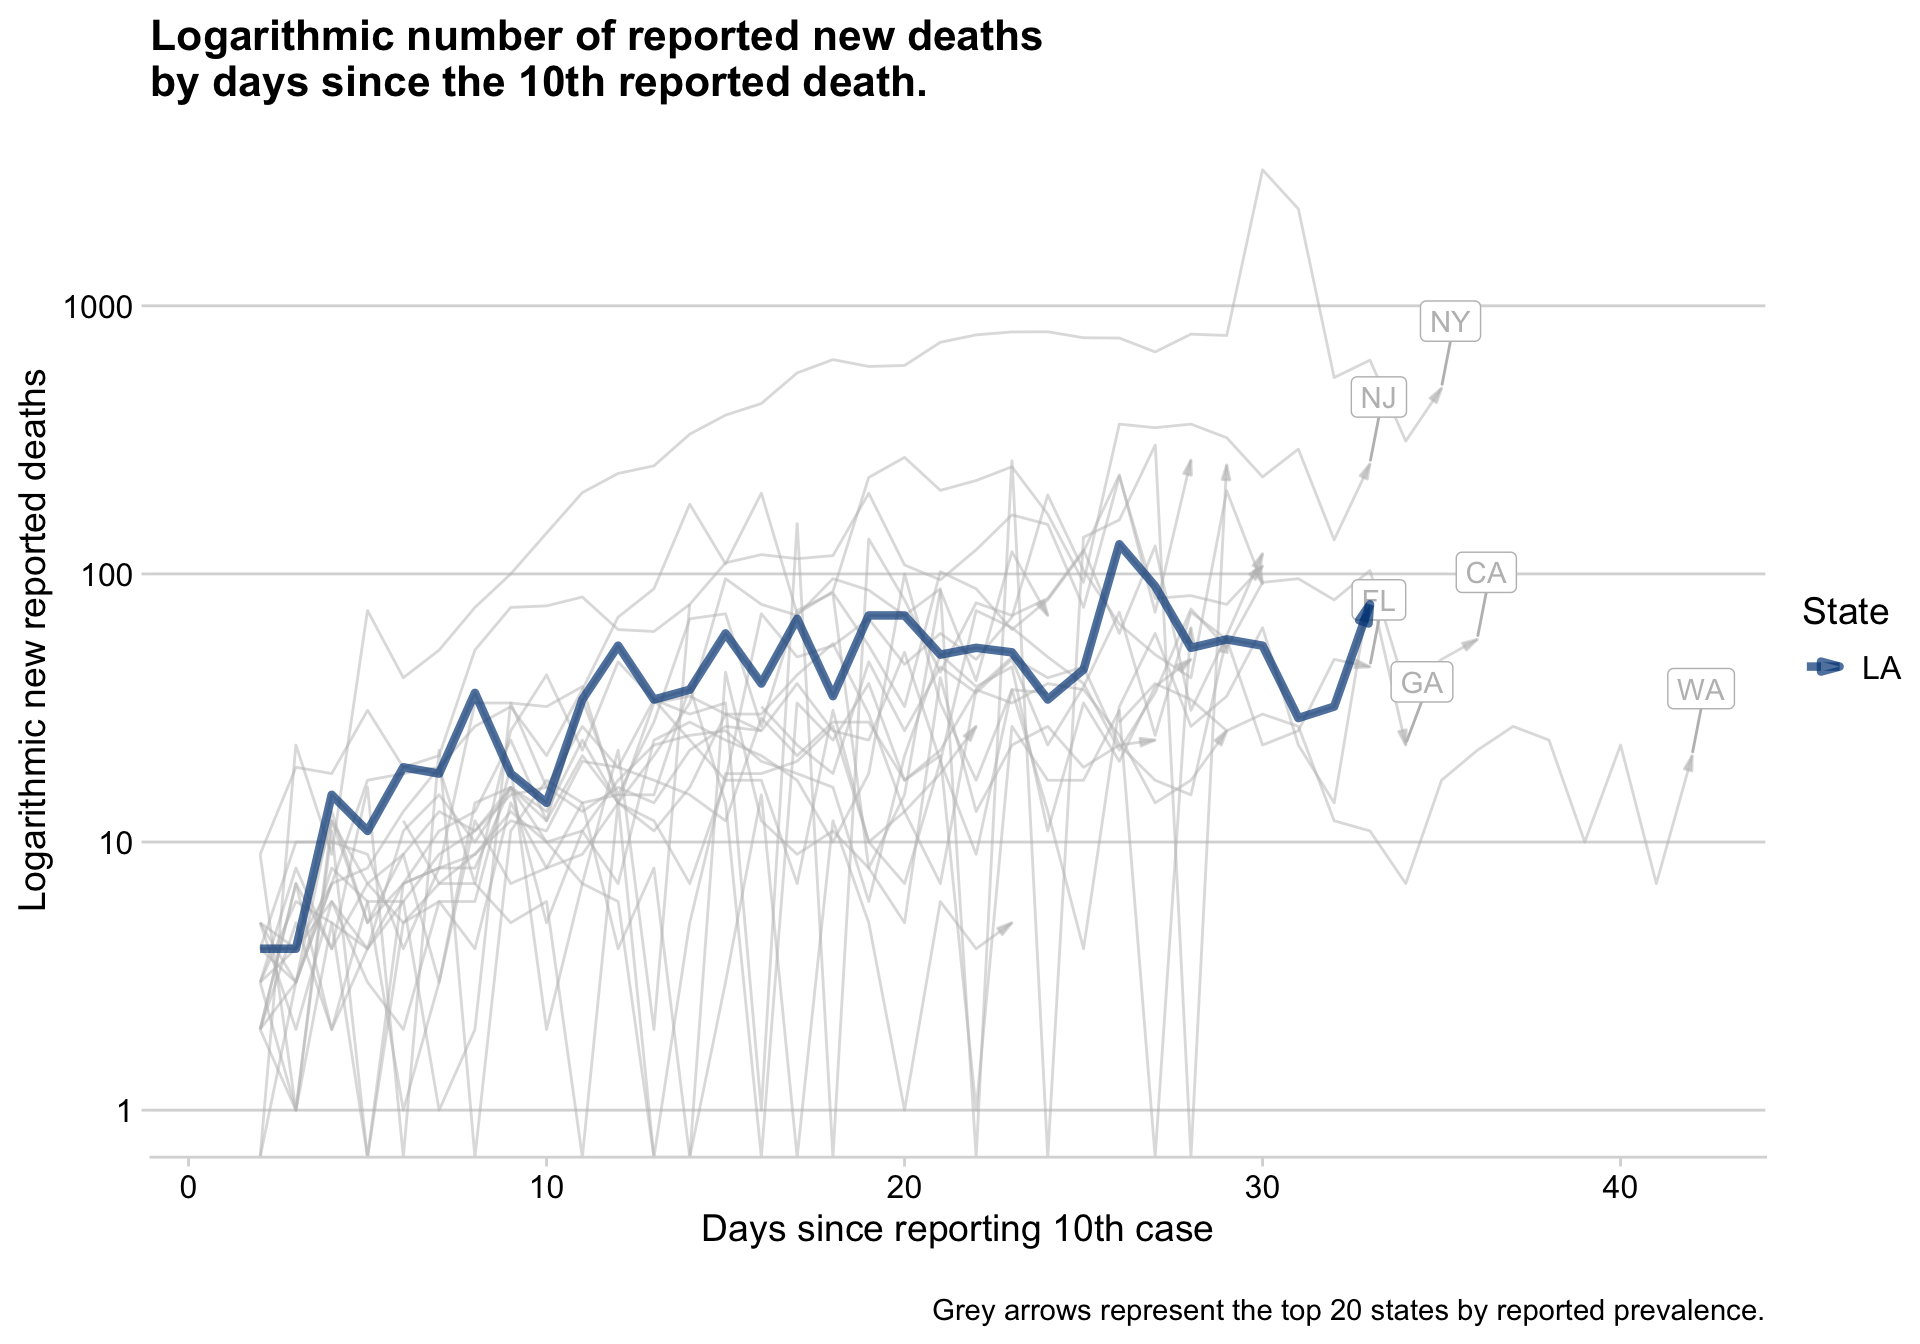 Logarithmic number of reported new deaths
by days since the 10th reported death.
Logarithmic new reported deaths
1000
100
10
1
NY
NJ
CA
FL
GA
WA
State
LA
0 10 20 30 40
Days since reporting 10th case
Grey arrows represent the top 20 states by reported prevalence.